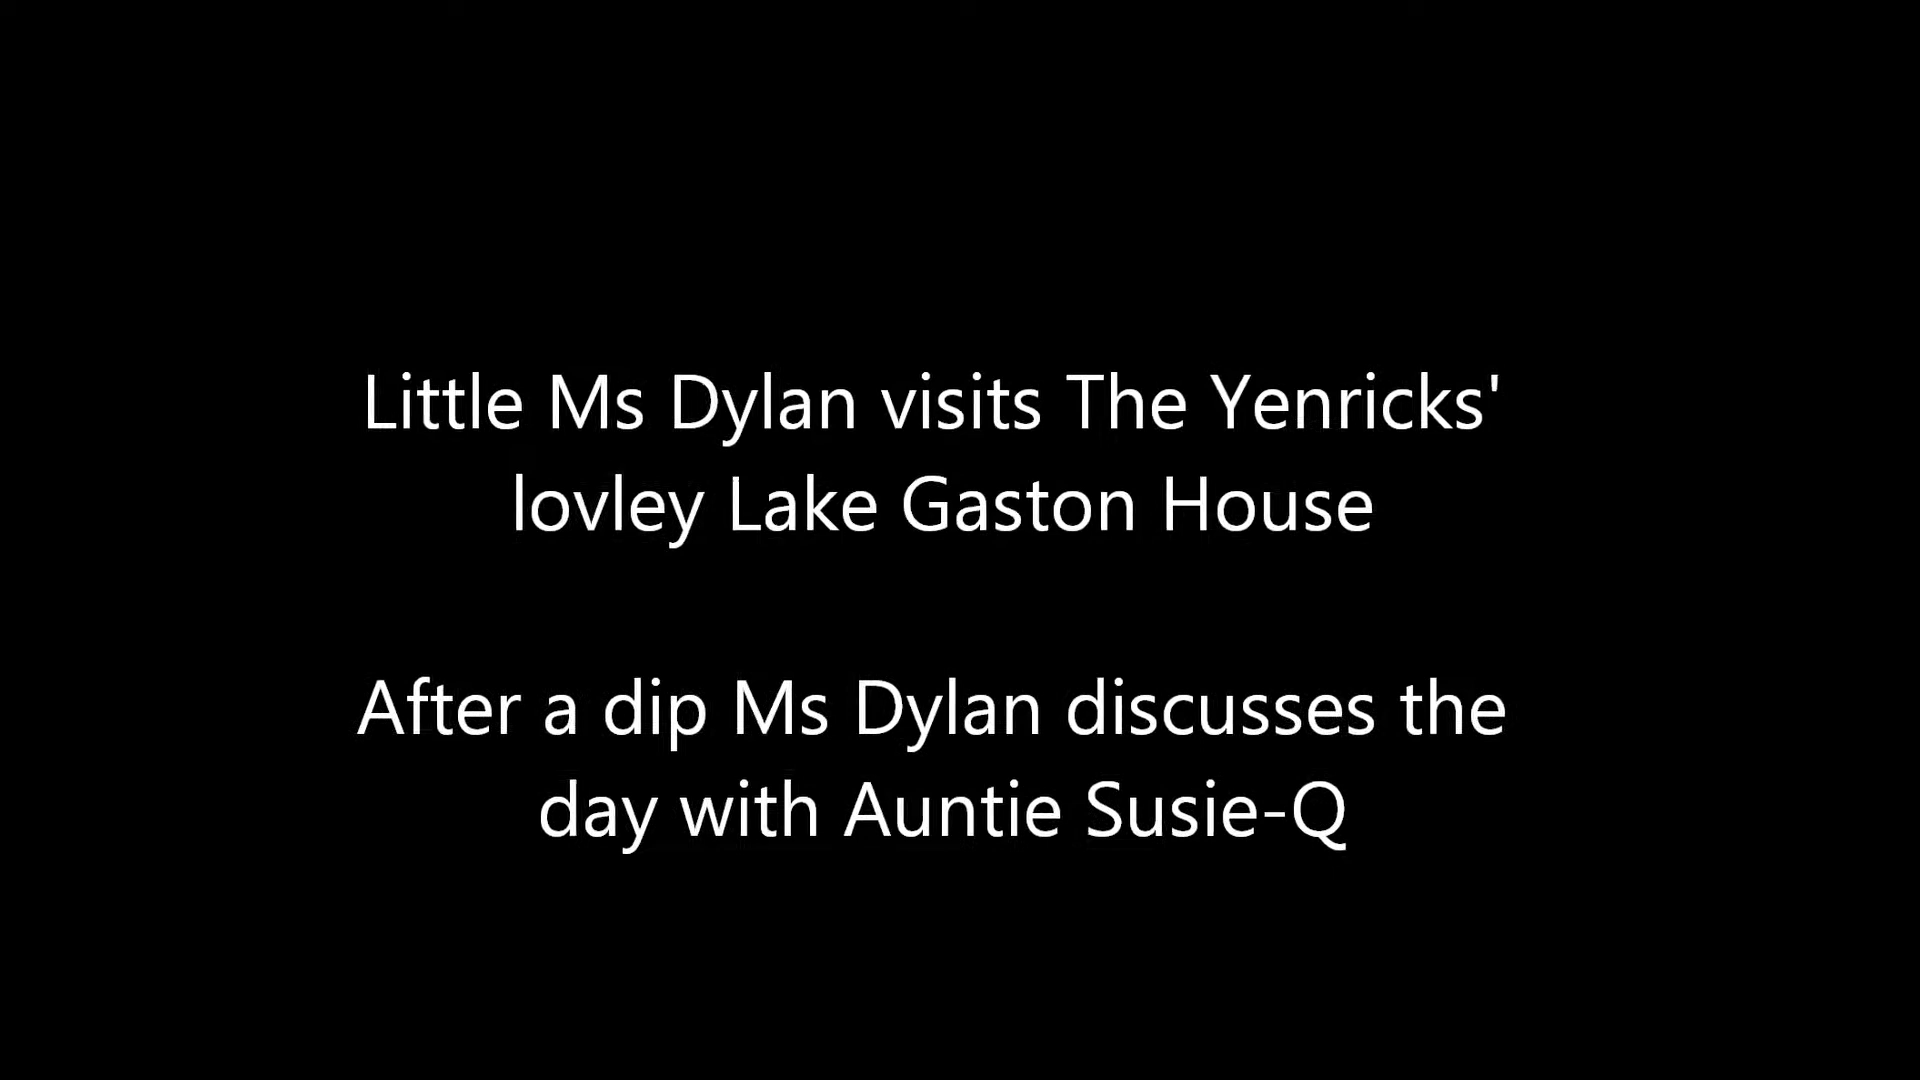 Little Ms Dylan visits The Yenricks'
lovley Lake Gaston House
After a dip Ms Dylan discusses the
day with Auntie Susie-Q